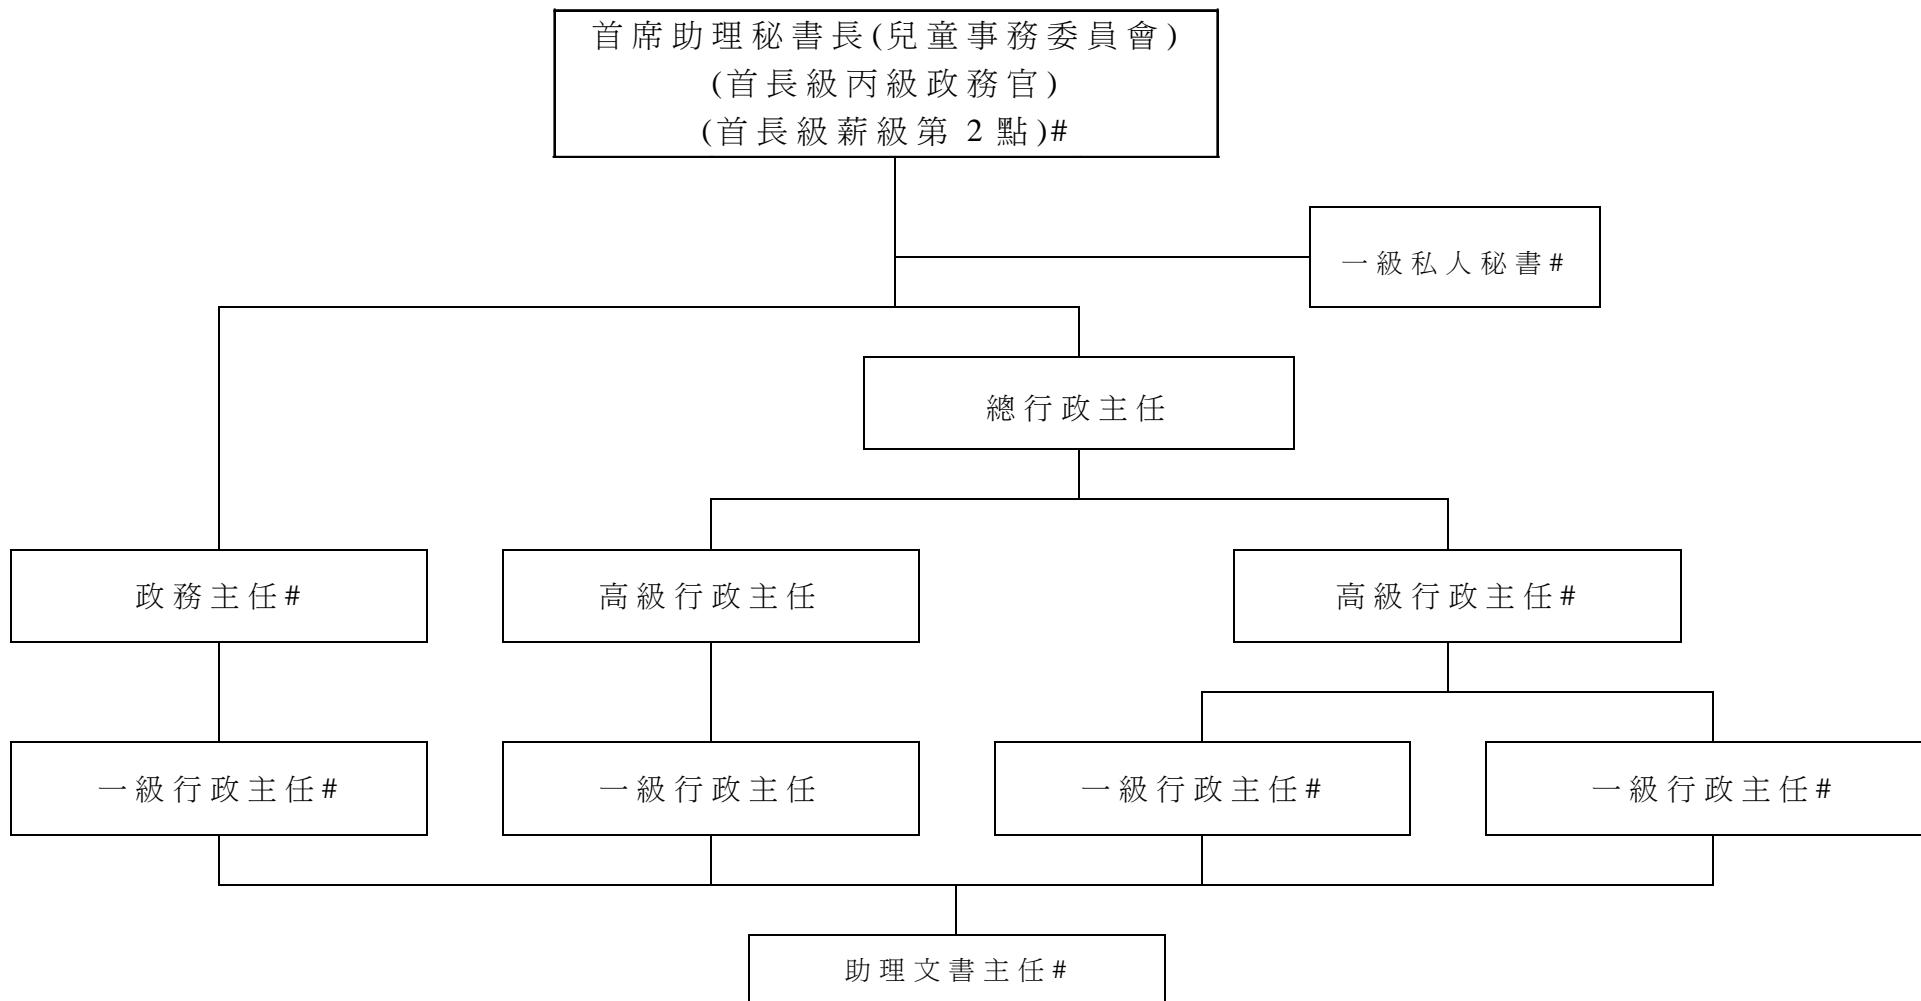 首席助理秘書長(兒童事務委員會)
(首長級丙級政務官)
(首長級薪級第 2 點)#
一級私人秘書#
總行政主任
政務主任#
高級行政主任
高級行政主任#
一級行政主任#
一級行政主任
一級行政主任#
一級行政主任#
助理文書主任#